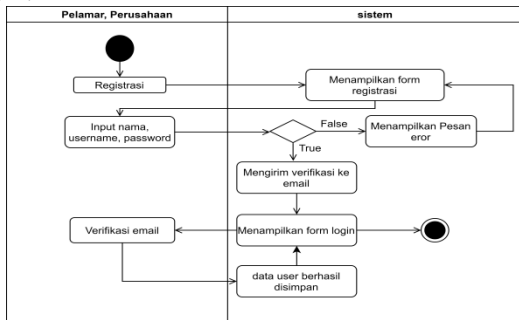 Pelamar, Perusahaan
sistem
Registrasi
Menampilkan form
registrasi
Input nama,
username, password
False
Menampilkan Pesan
eror
True
Mengirim verifikasi ke
email
Verifikasi email
Menampilkan form login
data user berhasil
disimpan